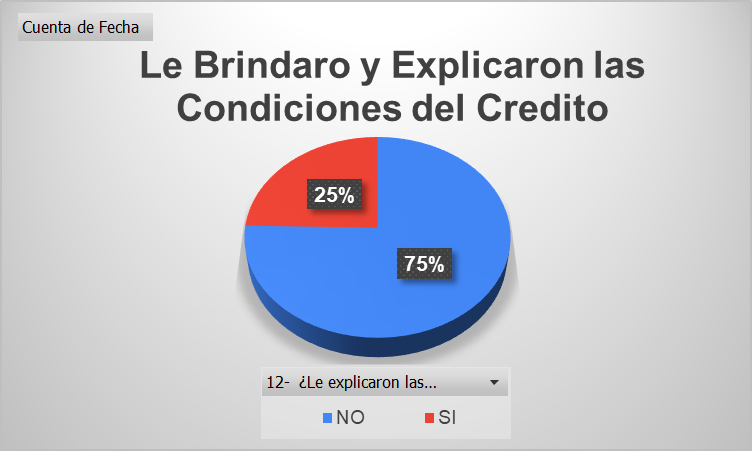 Cuenta de Fecha
Le Brindaro y Explicaron las
Condiciones del Credito
25%
75%
12- ¿Le explicaron las...
NO
SI